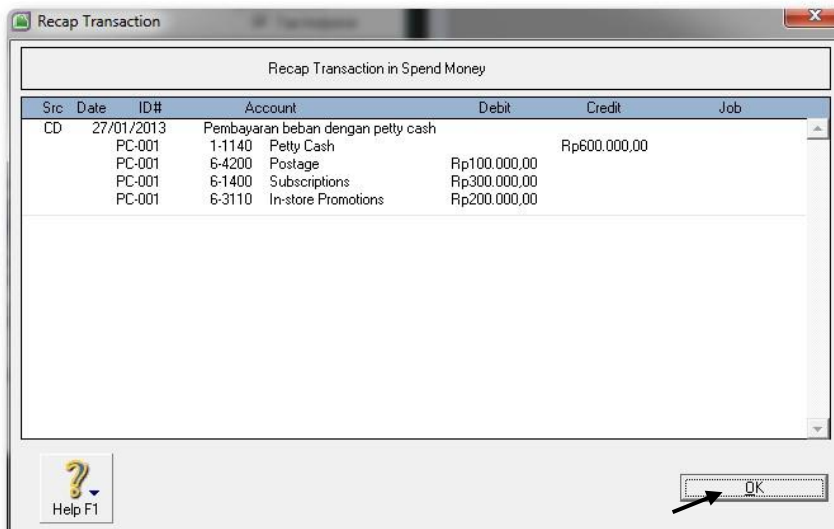 Recap Transaction
Recap Transaction in Spend Money
Src Date ID# Account Debit Credit Job
CD 27/01/2013 Pembayaran beban dengan petty cash
PC-001 1-1140 Petty Cash Rp600.000,00
PC-001 6-4200 Postage Rp100.000,00
PC-001 6-1400 Subscriptions Rp300.000,00
PC-001 6-3110 In-store Promotions Rp200.000,00
Help F1
OK